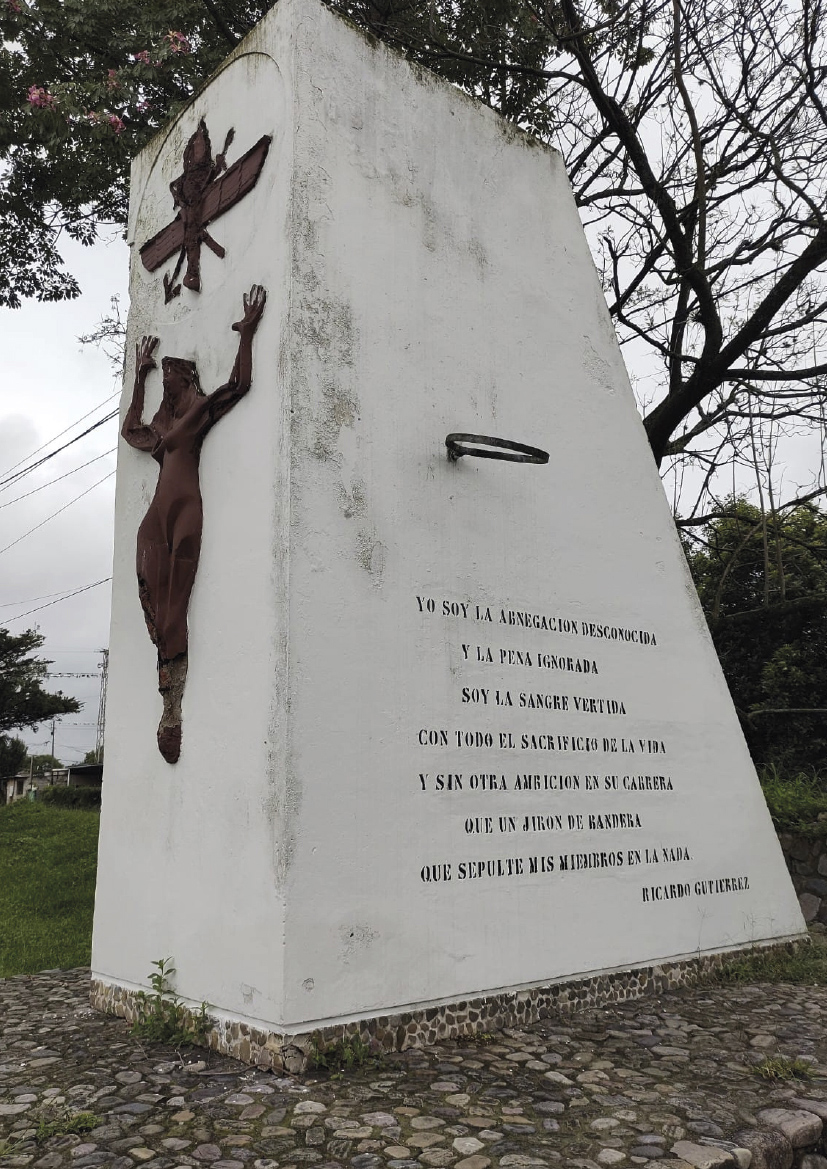 YO SOY LA ABNEGACION DESCONOCIDA
Y LA PENA IGNORADA
SOY LA SANGRE VERTIDA
CON TODO EL SACRIFICIO DE LA VIDA
Y SIN OTRA AMBICION EN SU CARRERA
QUE UN JIRON DE BANDERA
QUE SEPULTE MIS MIEMBROS EN LA NADA.
RICARDO GUTIERREZ